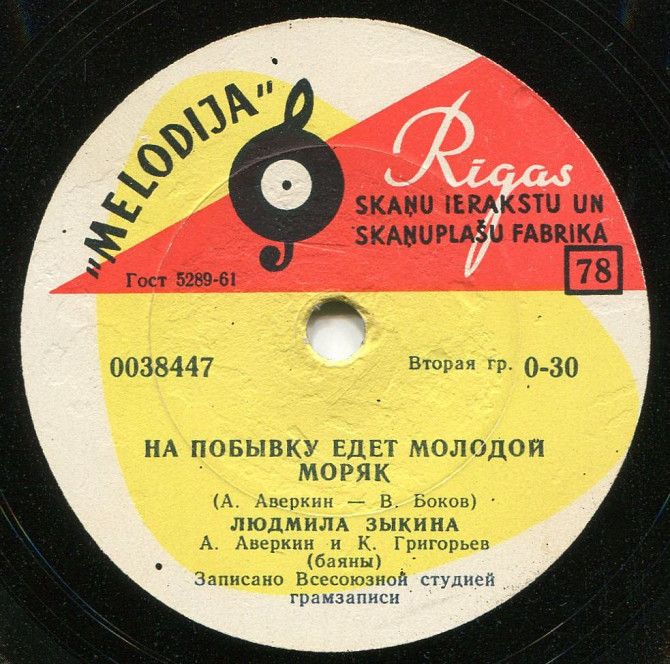 „MELODIJA”
Rīgas
SKAŅU IERAKSTU UN
SKAŅUPLAŠU FABRIKA
Гост 5289-61
78
0038447
Вторая гр. 0-30
НА ПОБЫВКУ ЕДЕТ МОЛОДОЙ
МОРЯК
(А. Аверкин — В. Боков)
ЛЮДМИЛА ЗЫКИНА
А. Аверкин и К. Григорьев
(баяны)
Записано Всесоюзной студией
грамзаписи